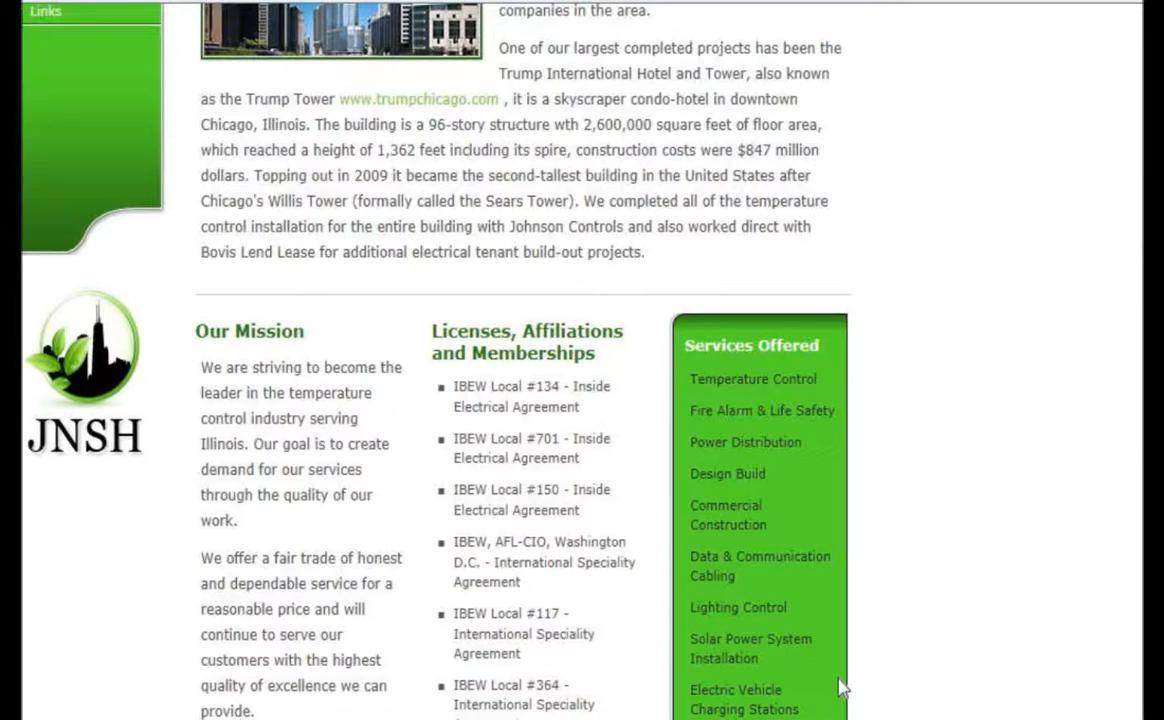 Links
companies in the area.
One of our largest completed projects has been the
Trump International Hotel and Tower, also known
as the Trump Tower www.trumpchicago.com , it is a skyscraper condo-hotel in downtown
Chicago, Illinois. The building is a 96-story structure wth 2,600,000 square feet of floor area,
which reached a height of 1,362 feet including its spire, construction costs were $847 million
dollars. Topping out in 2009 it became the second-tallest building in the United States after
Chicago's Willis Tower (formally called the Sears Tower). We completed all of the temperature
control installation for the entire building with Johnson Controls and also worked direct with
Bovis Lend Lease for additional electrical tenant build-out projects.
JNSH
Our Mission
We are striving to become the
leader in the temperature
control industry serving
Illinois. Our goal is to create
demand for our services
through the quality of our
work.
We offer a fair trade of honest
and dependable service for a
reasonable price and will
continue to serve our
customers with the highest
quality of excellence we can
provide.
Licenses, Affiliations
and Memberships
IBEW Local #134 - Inside
Electrical Agreement
IBEW Local #701 - Inside
Electrical Agreement
IBEW Local #150 - Inside
Electrical Agreement
IBEW, AFL-CIO, Washington
D.C. - International Speciality
Agreement
IBEW Local #117 -
International Speciality
Agreement
IBEW Local #364 -
International Speciality
Services Offered
Temperature Control
Fire Alarm & Life Safety
Power Distribution
Design Build
Commercial
Construction
Data & Communication
Cabling
Lighting Control
Solar Power System
Installation
Electric Vehicle
Charging Stations